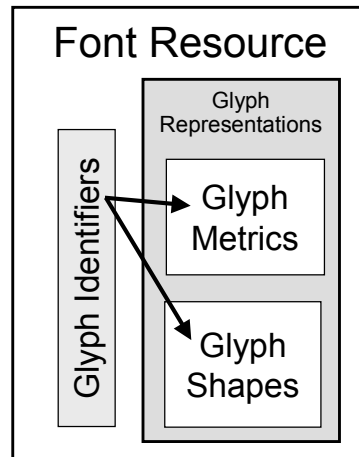 Font Resource
Glyph
Representations
Glyph Identifiers
Glyph
Metrics
Glyph
Shapes